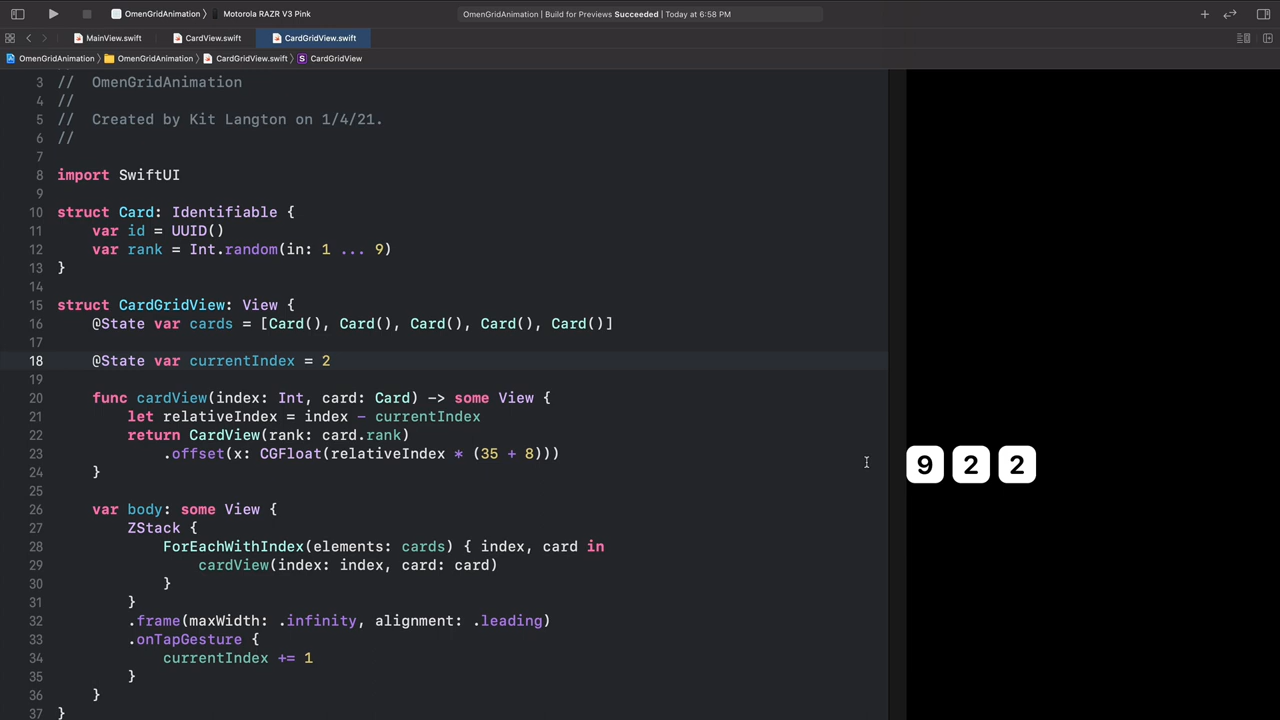 OmenGridAnimation 〉 Motorola RAZR V3 Pink
OmenGridAnimation | Build for Previews Succeeded | Today at 6:58 PM
MainView.swift
CardView.swift
CardGridView.swift
OmenGridAnimation 〉 OmenGridAnimation 〉 CardGridView.swift 〉 S CardGridView
3 //  OmenGridAnimation
4 //
5 //  Created by Kit Langton on 1/4/21.
6 //
7
8 import SwiftUI
9
10 struct Card: Identifiable {
11     var id = UUID()
12     var rank = Int.random(in: 1 ... 9)
13 }
14
15 struct CardGridView: View {
16     @State var cards = [Card(), Card(), Card(), Card(), Card()]
17
18     @State var currentIndex = 2
19
20     func cardView(index: Int, card: Card) -> some View {
21         let relativeIndex = index - currentIndex
22         return CardView(rank: card.rank)
23             .offset(x: CGFloat(relativeIndex * (35 + 8)))
24     }
25
26     var body: some View {
27         ZStack {
28             ForEachWithIndex(elements: cards) { index, card in
29                 cardView(index: index, card: card)
30             }
31         }
32         .frame(maxWidth: .infinity, alignment: .leading)
33         .onTapGesture {
34             currentIndex += 1
35         }
36     }
37 }
9 2 2